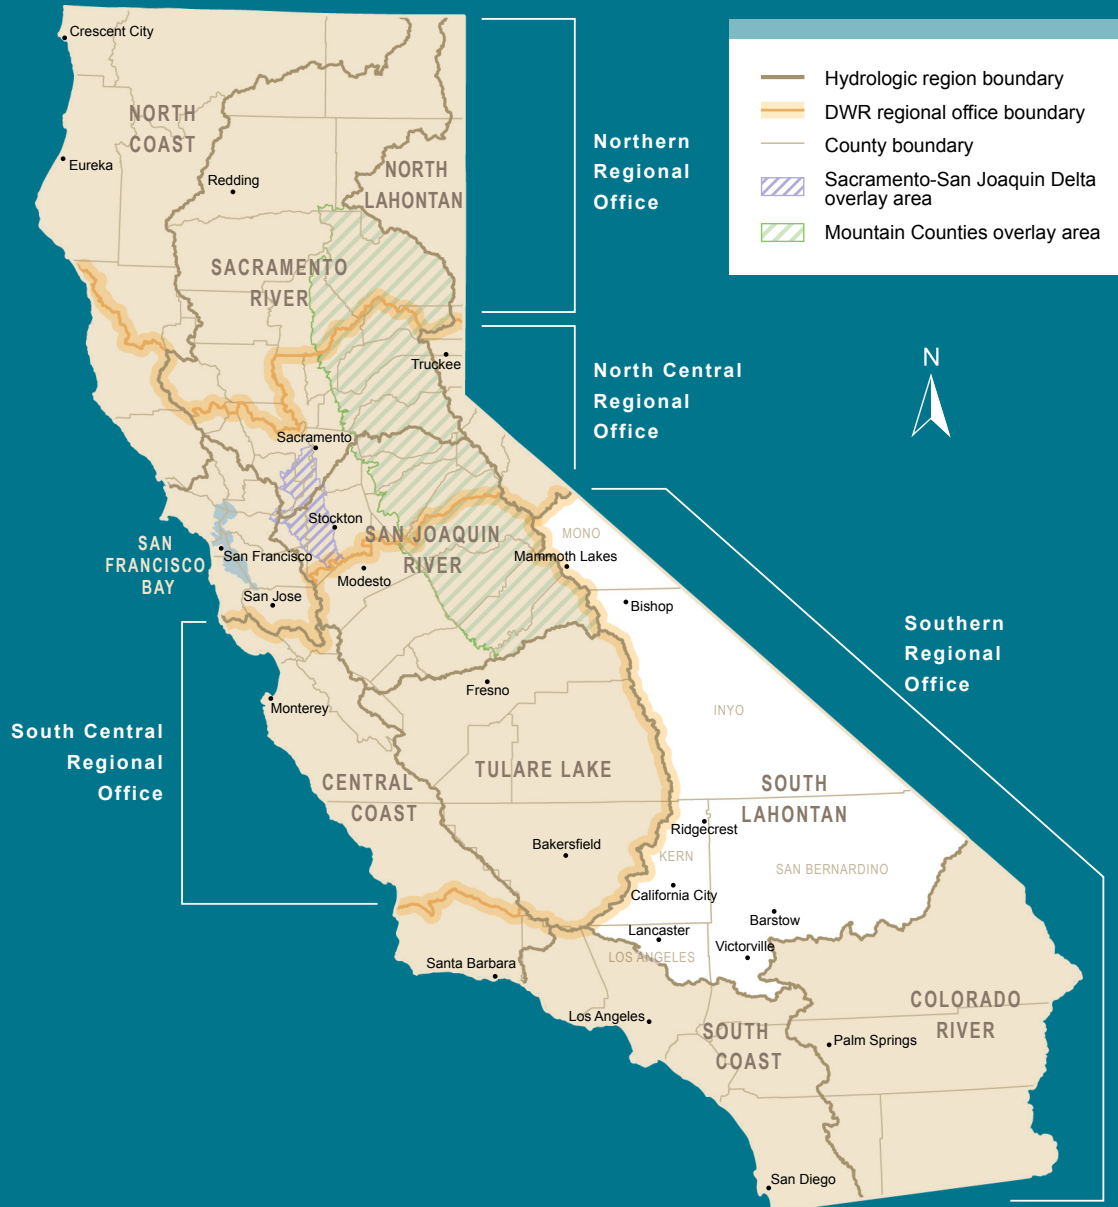 Crescent City
NORTH
COAST
Eureka
Redding
NORTH
LAHONTAN
SACRAMENTO
RIVER
Truckee
Sacramento
Stockton
SAN JOAQUIN
RIVER
SAN
FRANCISCO
BAY
San Francisco
Modesto
San Jose
MONO
Mammoth Lakes
Bishop
Fresno
Monterey
INYO
TULARE LAKE
CENTRAL
COAST
SOUTH
LAHONTAN
Ridgecrest
Bakersfield
KERN
SAN BERNARDINO
California City
Barstow
Lancaster
Victorville
LOS ANGELES
Santa Barbara
Los Angeles
COLORADO
RIVER
SOUTH
COAST
Palm Springs
San Diego
Northern
Regional
Office
North Central
Regional
Office
Southern
Regional
Office
South Central
Regional
Office
Hydrologic region boundary
DWR regional office boundary
County boundary
Sacramento-San Joaquin Delta
overlay area
Mountain Counties overlay area
N